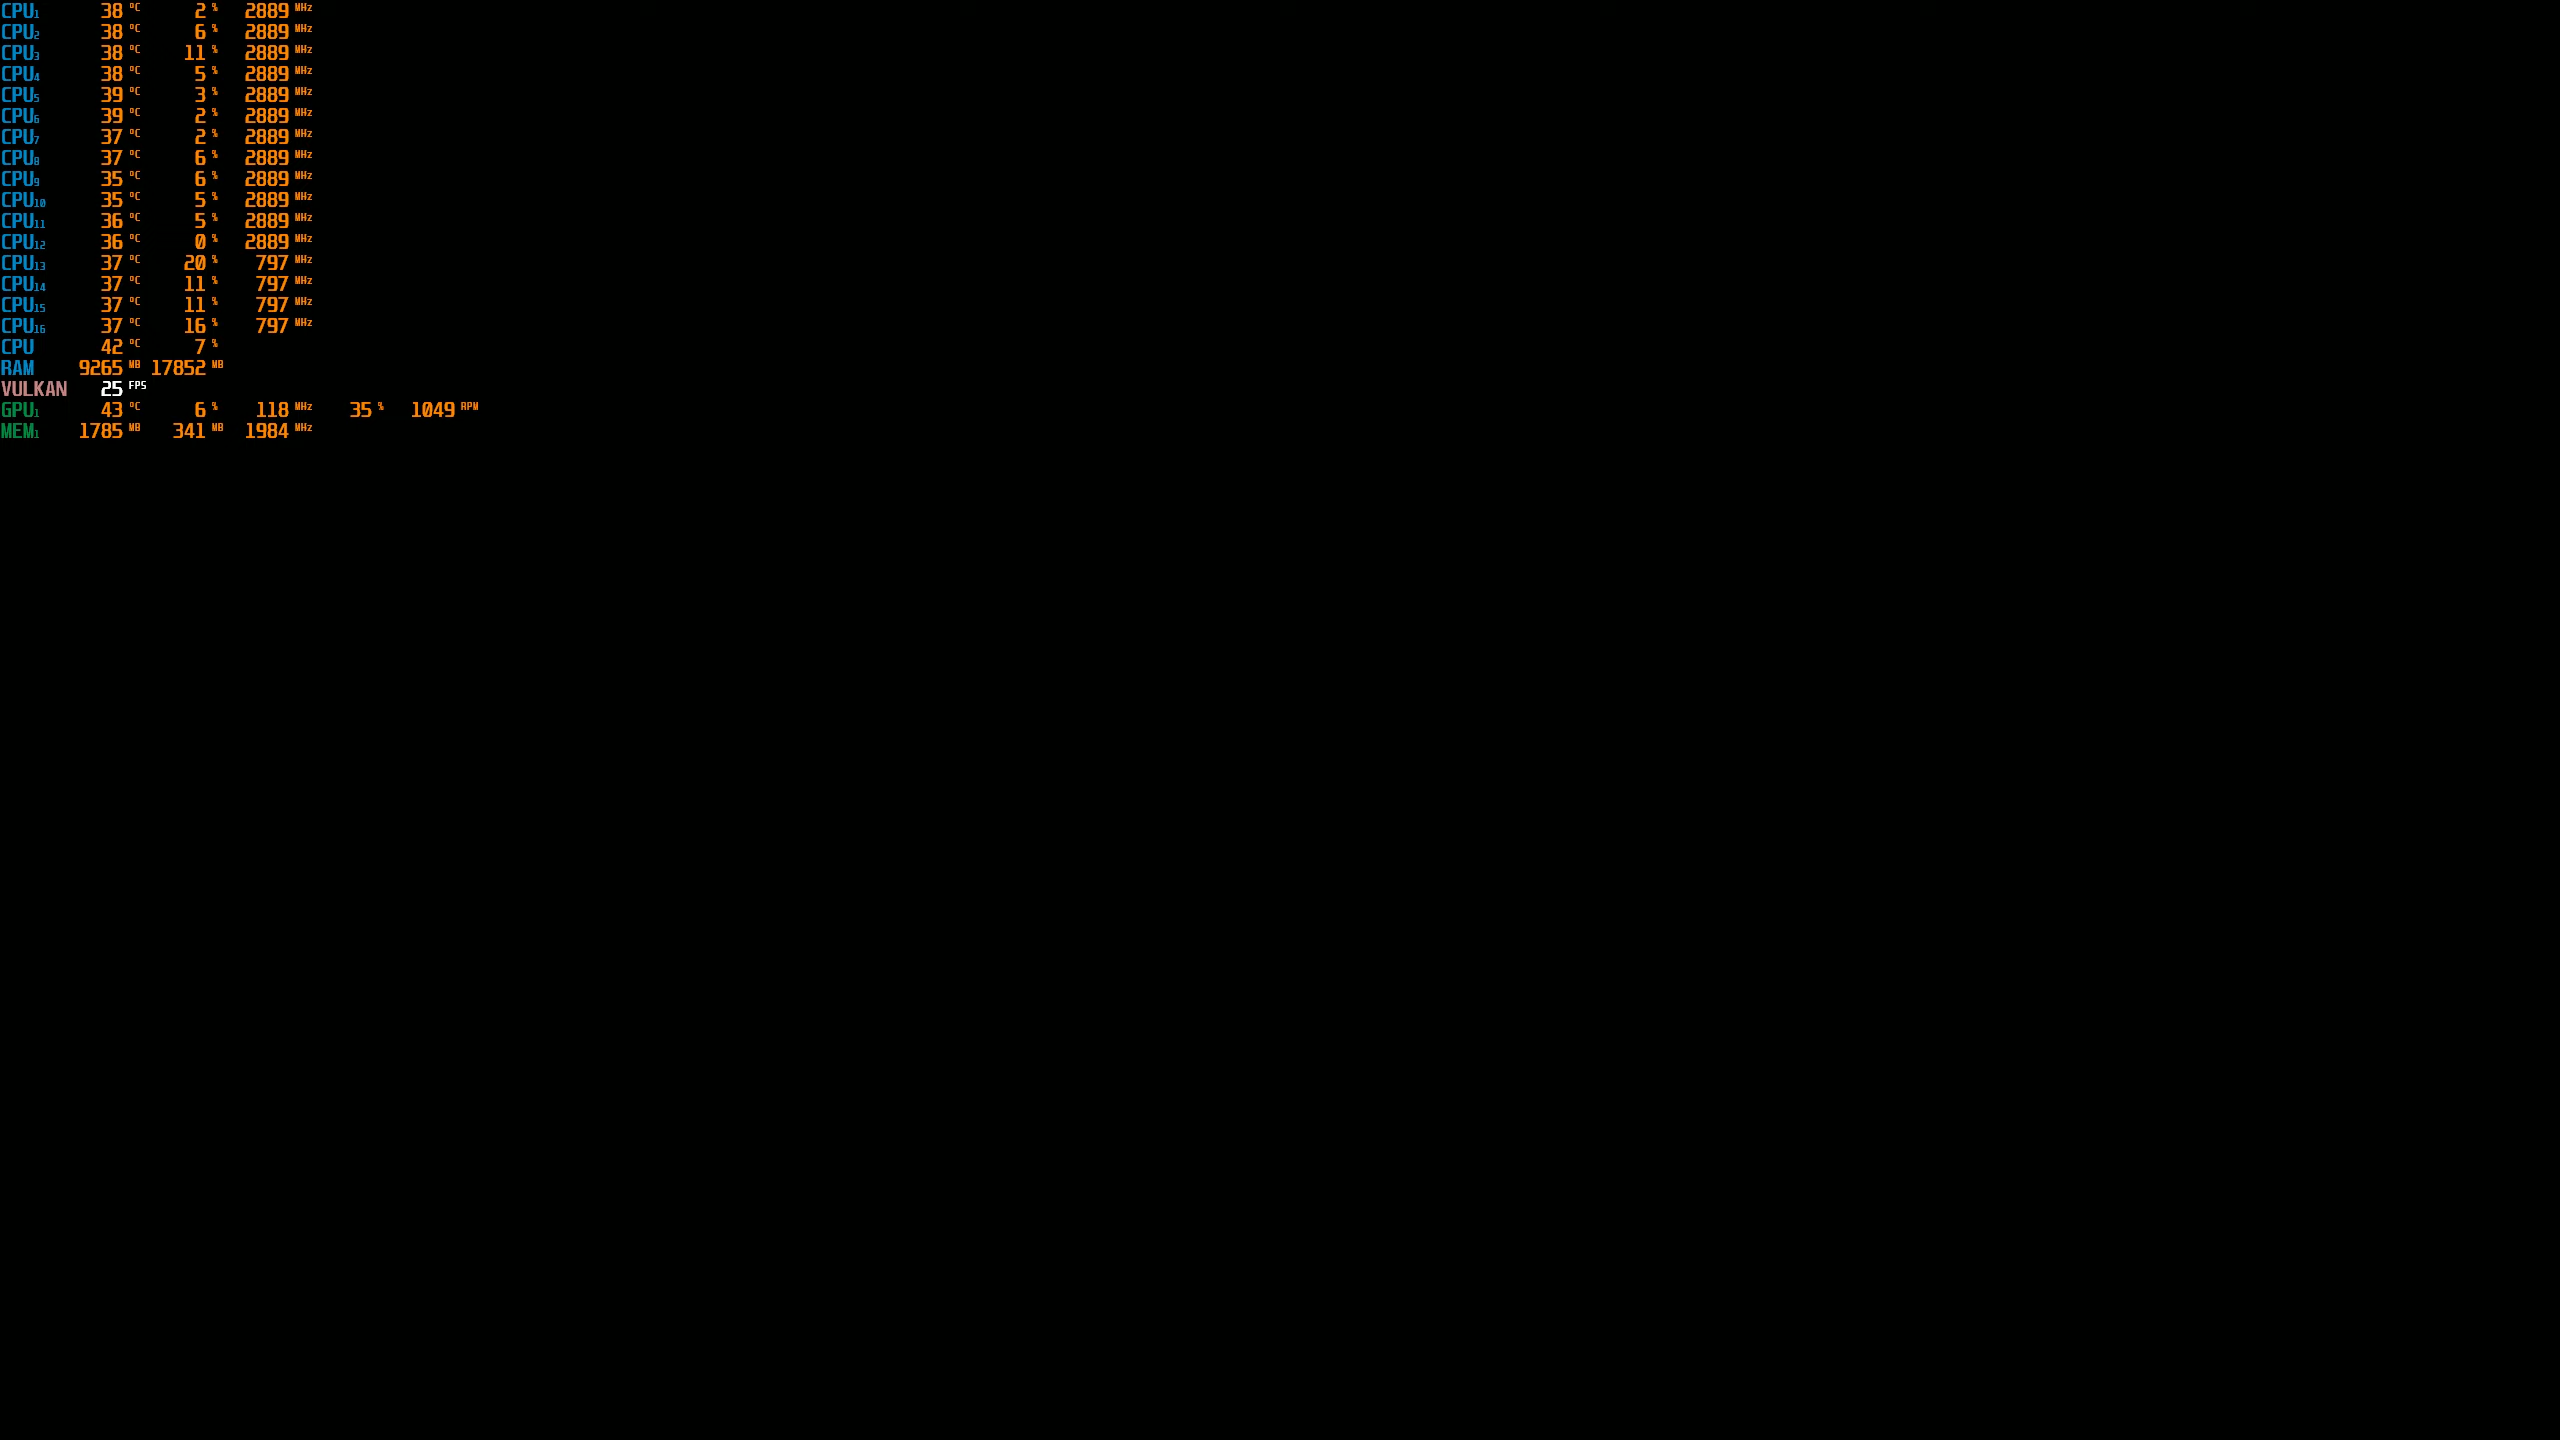 CPU1 38 °C 2 % 2889 MHz
CPU2 38 °C 6 % 2889 MHz
CPU3 38 °C 11 % 2889 MHz
CPU4 38 °C 5 % 2889 MHz
CPU5 39 °C 3 % 2889 MHz
CPU6 39 °C 2 % 2889 MHz
CPU7 37 °C 2 % 2889 MHz
CPU8 37 °C 6 % 2889 MHz
CPU9 35 °C 6 % 2889 MHz
CPU10 35 °C 5 % 2889 MHz
CPU11 36 °C 5 % 2889 MHz
CPU12 36 °C 0 % 2889 MHz
CPU13 37 °C 20 % 797 MHz
CPU14 37 °C 11 % 797 MHz
CPU15 37 °C 11 % 797 MHz
CPU16 37 °C 16 % 797 MHz
CPU 42 °C 7 %
RAM 9265 MB 17852 MB
VULKAN 25 FPS
GPU1 43 °C 6 % 118 MHz 35 % 1049 RPM
MEM1 1785 MB 341 MB 1984 MHz